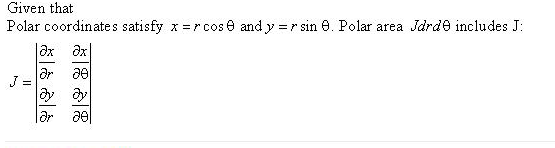 Given that
Polar coordinates satisfy x = r cos θ and y = r sin θ. Polar area Jdrdθ includes J:
J = | ∂x/∂r ∂x/∂θ |
| ∂y/∂r ∂y/∂θ |